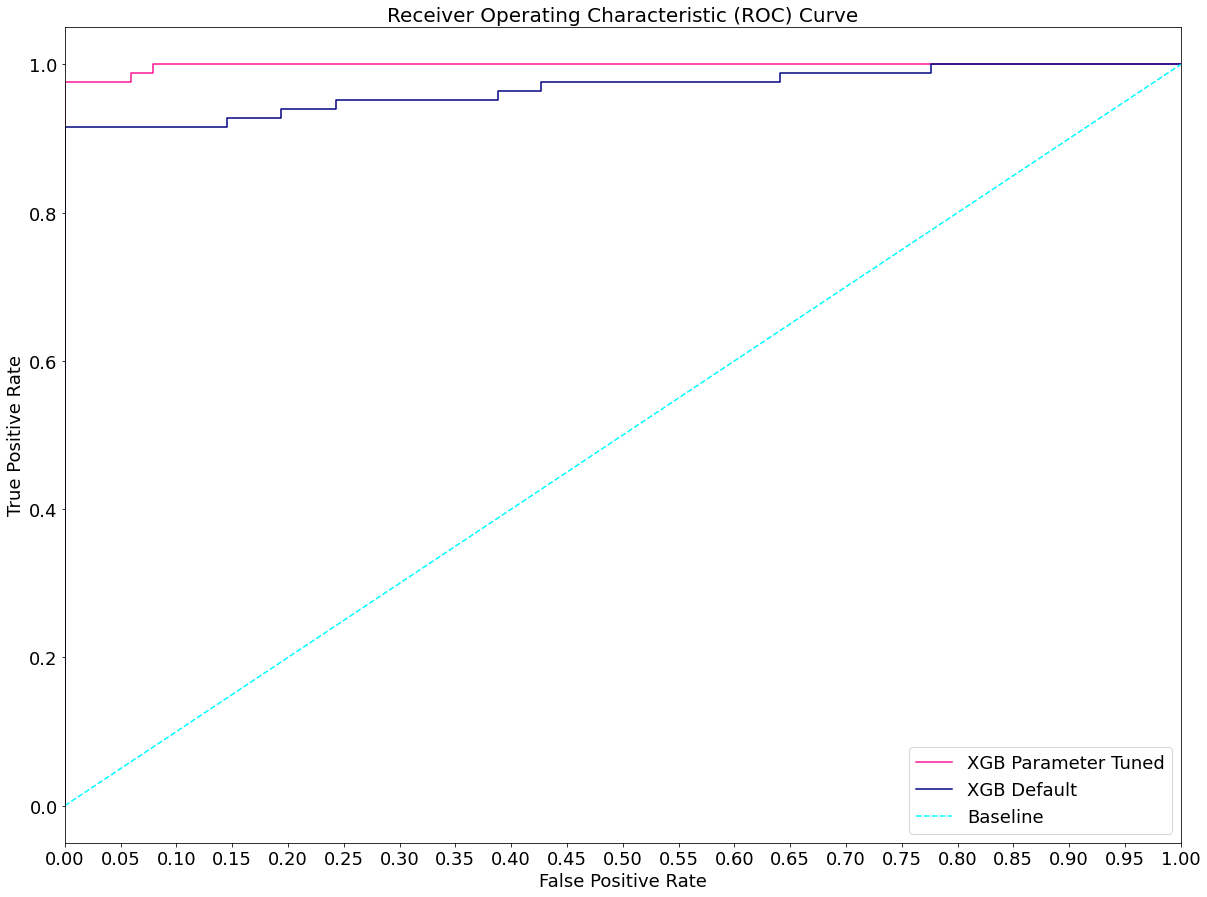 Receiver Operating Characteristic (ROC) Curve
1.0
0.8
0.6
0.4
0.2
0.0
True Positive Rate
XGB Parameter Tuned
XGB Default
Baseline
0.00 0.05 0.10 0.15 0.20 0.25 0.30 0.35 0.40 0.45 0.50 0.55 0.60 0.65 0.70 0.75 0.80 0.85 0.90 0.95 1.00
False Positive Rate